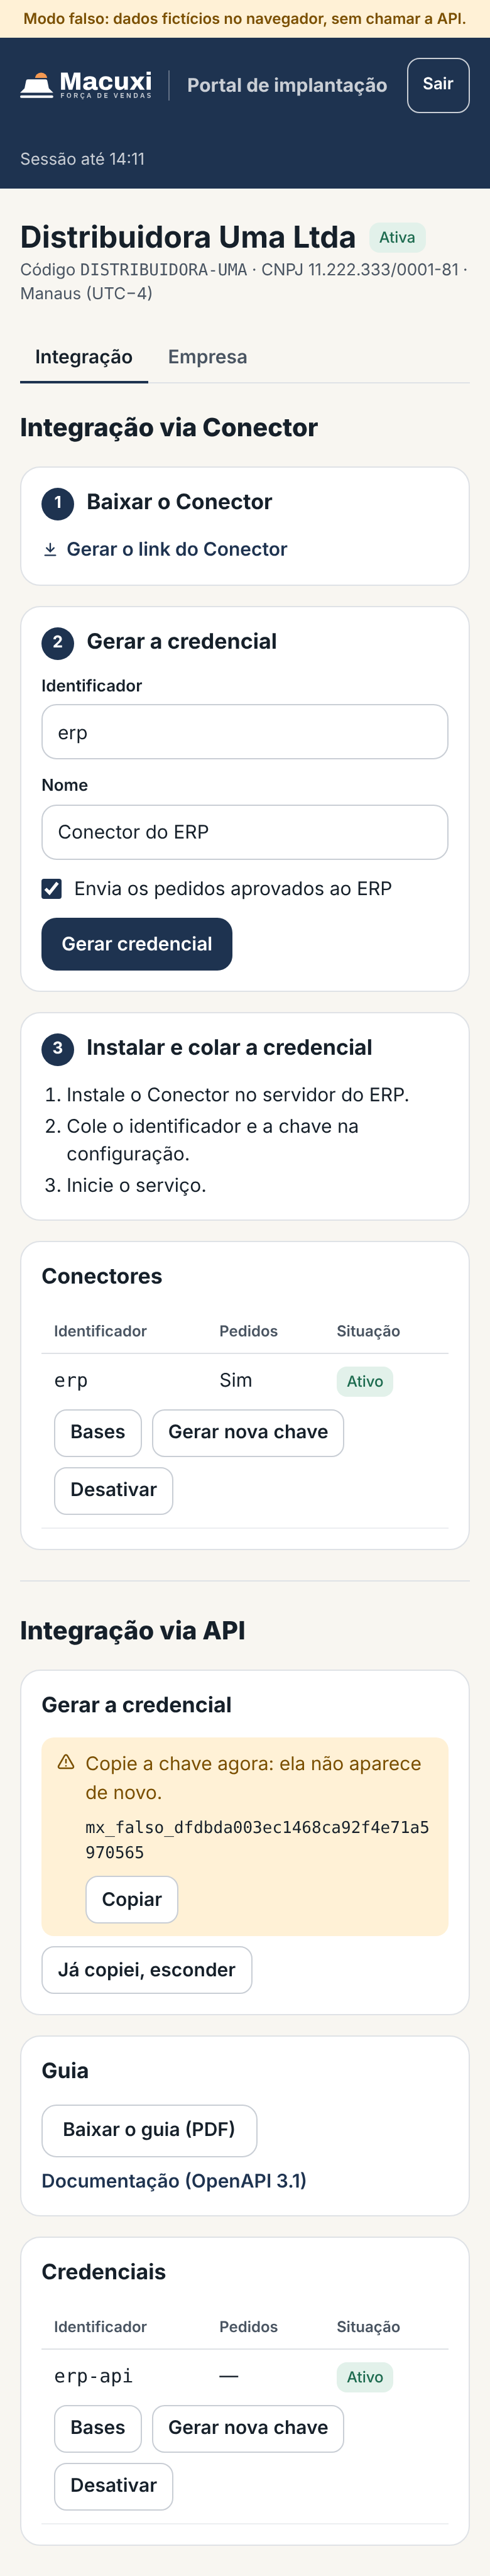 Modo falso: dados fictícios no navegador, sem chamar a API.
Macuxi
FORÇA DE VENDAS
Portal de implantação
Sair
Sessão até 14:11
Distribuidora Uma Ltda
Ativa
Código DISTRIBUIDORA-UMA · CNPJ 11.222.333/0001-81 ·
Manaus (UTC−4)
Integração
Empresa
Integração via Conector
1
Baixar o Conector
Gerar o link do Conector
2
Gerar a credencial
Identificador
erp
Nome
Conector do ERP
Envia os pedidos aprovados ao ERP
Gerar credencial
3
Instalar e colar a credencial
1. Instale o Conector no servidor do ERP.
2. Cole o identificador e a chave na
configuração.
3. Inicie o serviço.
Conectores
Identificador Pedidos Situação
erp Sim Ativo
Bases Gerar nova chave
Desativar
Integração via API
Gerar a credencial
Copie a chave agora: ela não aparece
de novo.
mx_falso_dfdbda003ec1468ca92f4e71a5
970565
Copiar
Já copiei, esconder
Guia
Baixar o guia (PDF)
Documentação (OpenAPI 3.1)
Credenciais
Identificador Pedidos Situação
erp-api — Ativo
Bases Gerar nova chave
Desativar